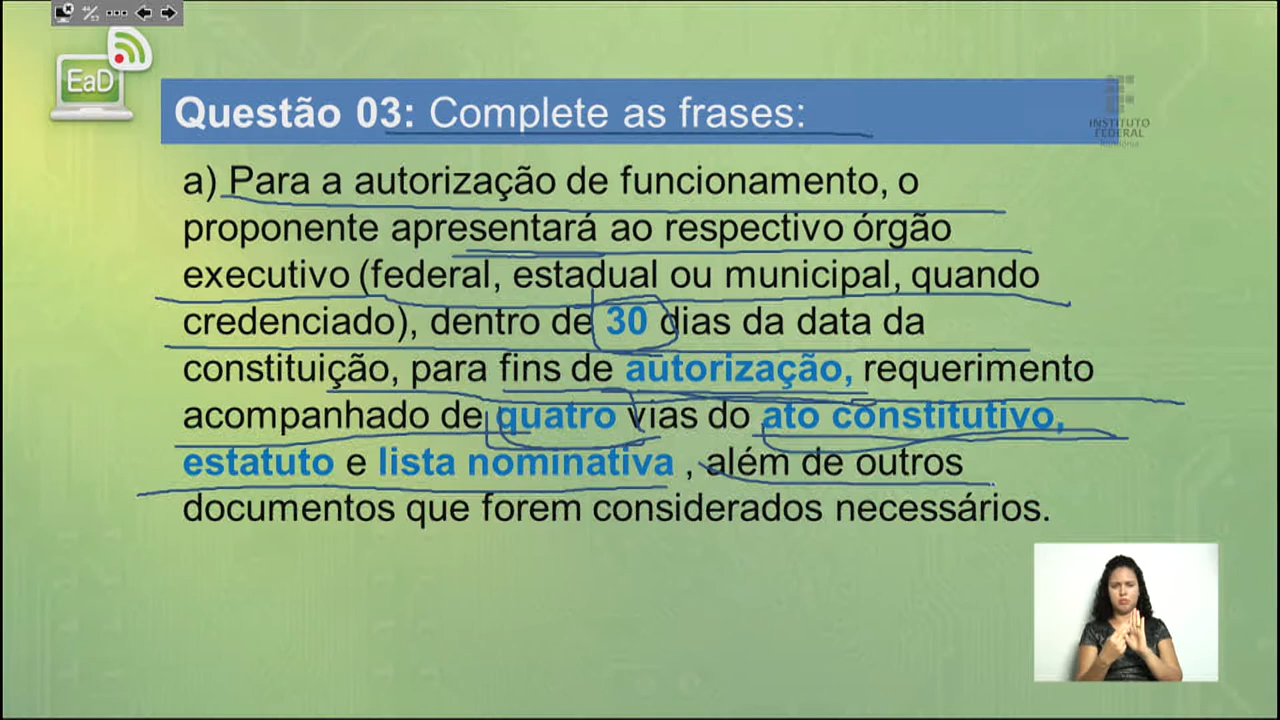 EaD
Questão 03: Complete as frases:
INSTITUTO
FEDERAL
Rondônia
a) Para a autorização de funcionamento, o
proponente apresentará ao respectivo órgão
executivo (federal, estadual ou municipal, quando
credenciado), dentro de 30 dias da data da
constituição, para fins de autorização, requerimento
acompanhado de quatro vias do ato constitutivo,
estatuto e lista nominativa , além de outros
documentos que forem considerados necessários.